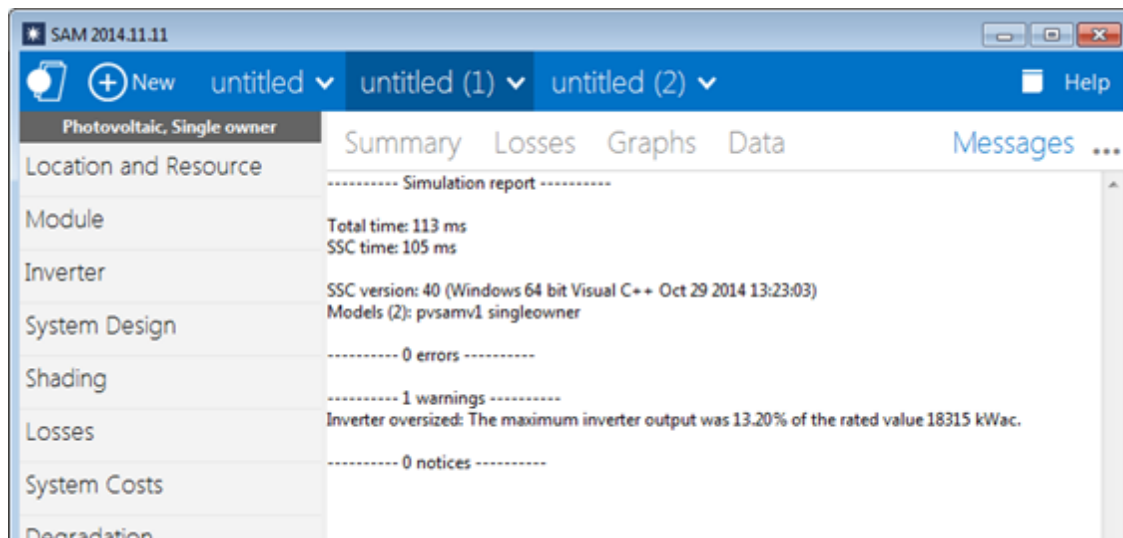 SAM 2014.11.11
New untitled untitled (1) untitled (2) Help
Photovoltaic, Single owner
Summary Losses Graphs Data Messages ...
Location and Resource
Module
Inverter
System Design
Shading
Losses
System Costs
Degradation
---------- Simulation report ----------
Total time: 113 ms
SSC time: 105 ms
SSC version: 40 (Windows 64 bit Visual C++ Oct 29 2014 13:23:03)
Models (2): pvsamv1 singleowner
---------- 0 errors ----------
---------- 1 warnings ----------
Inverter oversized: The maximum inverter output was 13.20% of the rated value 18315 kWac.
---------- 0 notices ----------